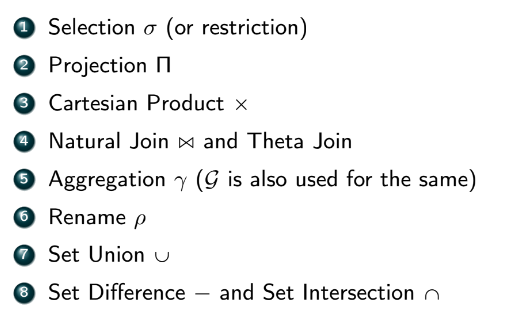 1 Selection σ (or restriction)
2 Projection Π
3 Cartesian Product ×
4 Natural Join ⋈ and Theta Join
5 Aggregation γ (𝒢 is also used for the same)
6 Rename ρ
7 Set Union ∪
8 Set Difference − and Set Intersection ∩